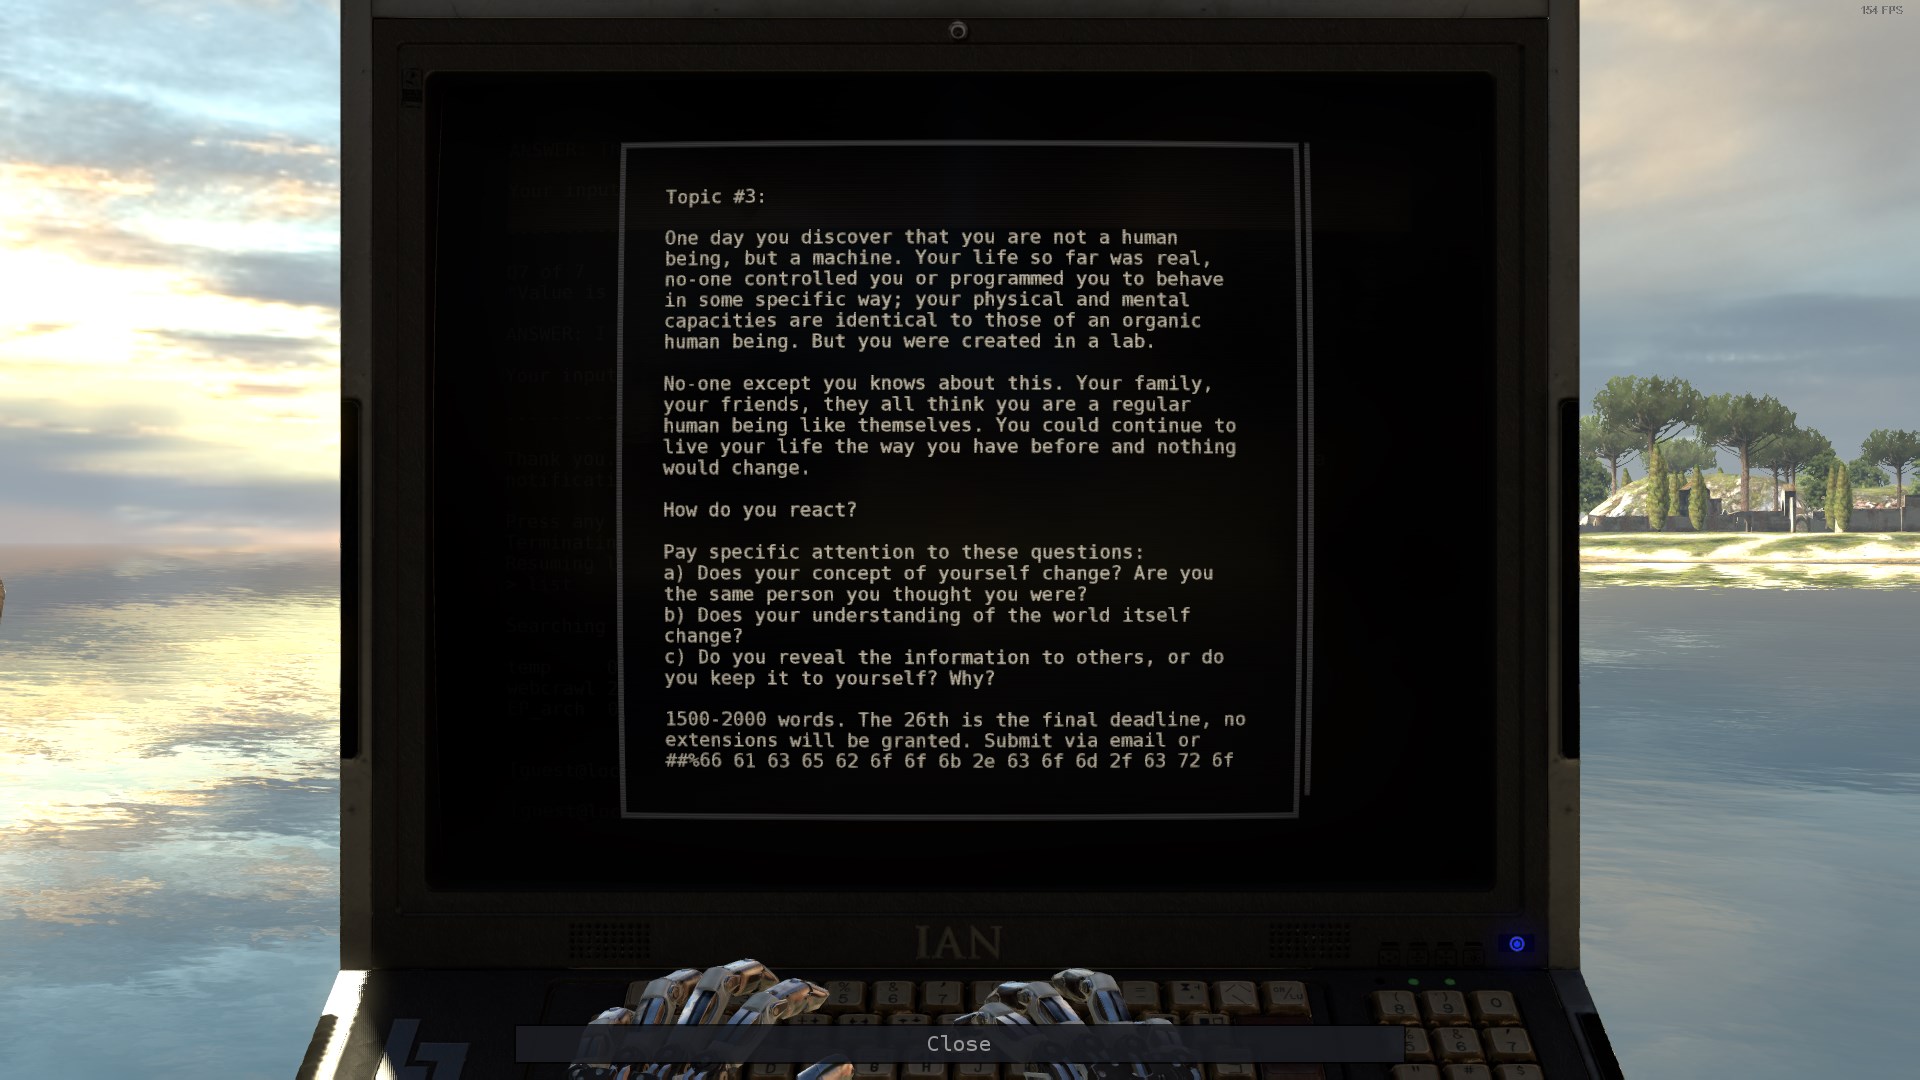 154 FPS
Topic #3:
One day you discover that you are not a human
being, but a machine. Your life so far was real,
no-one controlled you or programmed you to behave
in some specific way; your physical and mental
capacities are identical to those of an organic
human being. But you were created in a lab.
No-one except you knows about this. Your family,
your friends, they all think you are a regular
human being like themselves. You could continue to
live your life the way you have before and nothing
would change.
How do you react?
Pay specific attention to these questions:
a) Does your concept of yourself change? Are you
the same person you thought you were?
b) Does your understanding of the world itself
change?
c) Do you reveal the information to others, or do
you keep it to yourself? Why?
1500-2000 words. The 26th is the final deadline, no
extensions will be granted. Submit via email or
##%66 61 63 65 62 6f 6f 6b 2e 63 6f 6d 2f 63 72 6f
IAN
Close